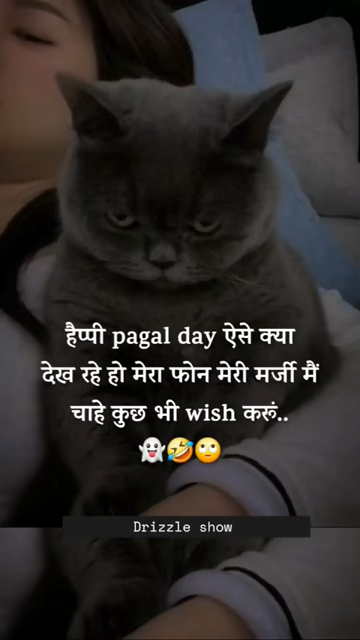 हैप्पी pagal day ऐसे क्या
देख रहे हो मेरा फोन मेरी मर्जी मैं
चाहे कुछ भी wish करूं..
👻🤣🙄
Drizzle show